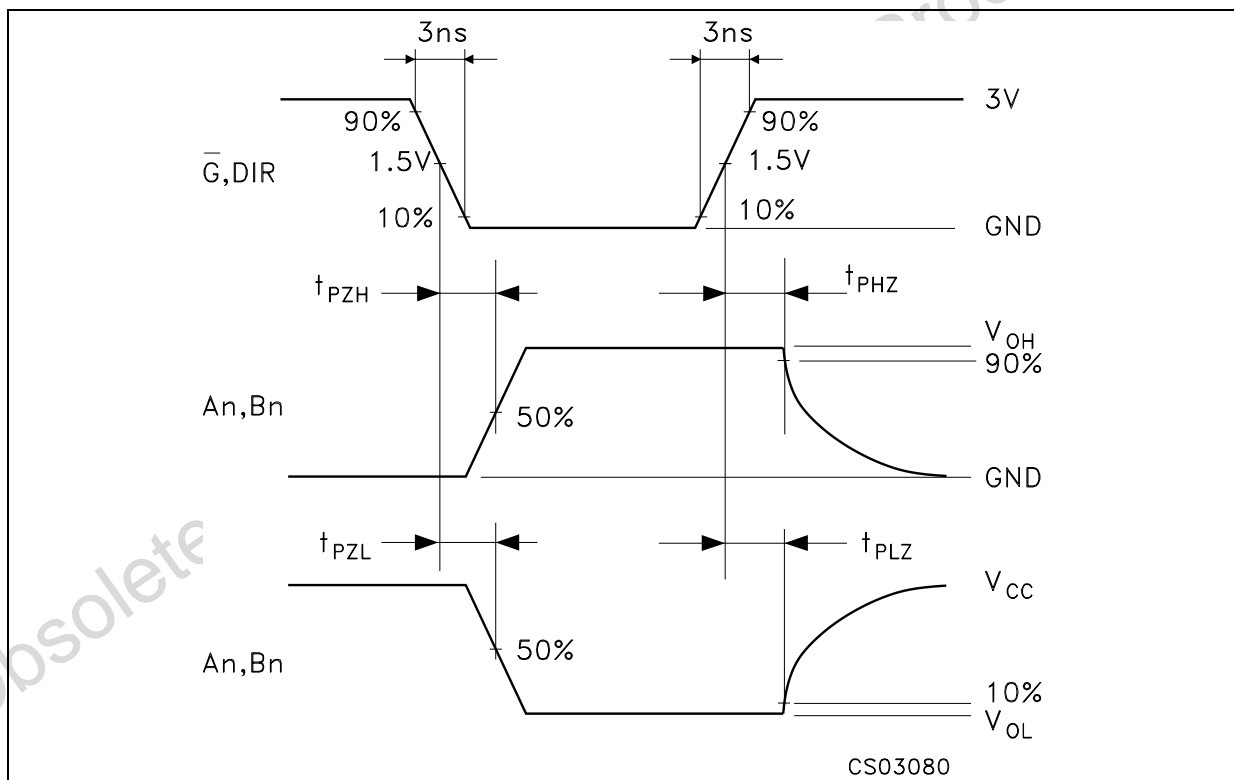 3ns 3ns
3V
90% 90%
G̅,DIR 1.5V 1.5V
10% 10%
GND
tPZH tPHZ
VOH
90%
An,Bn 50%
GND
tPZL tPLZ
VCC
An,Bn 50%
10%
VOL
CS03080
Obsolete